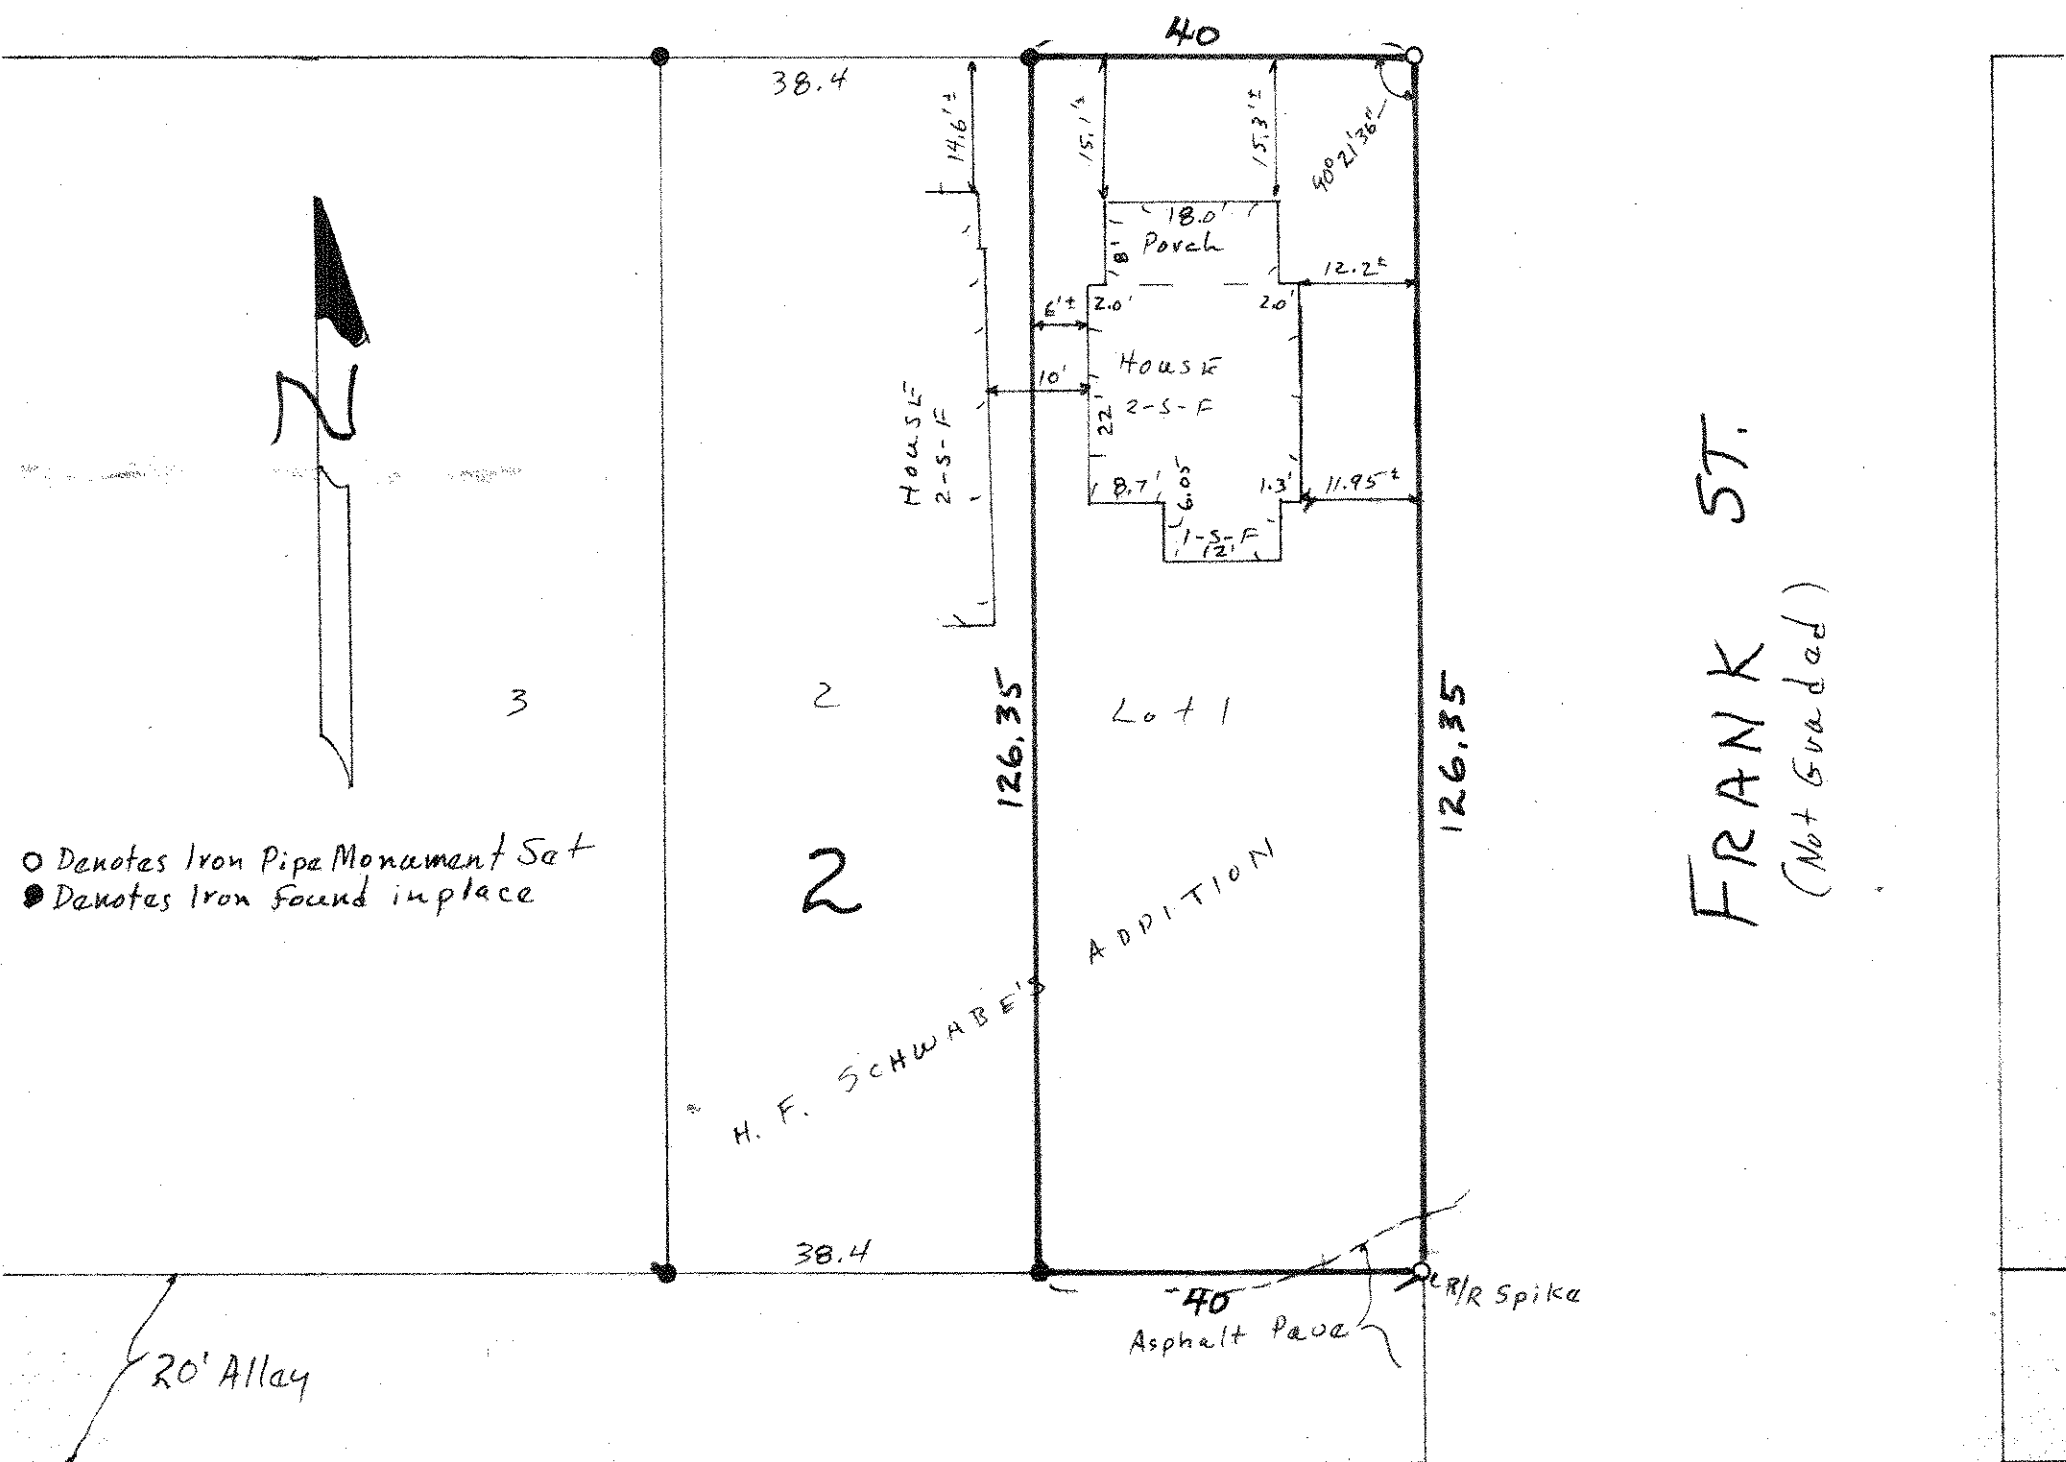 40
38.4
14.6'±
15.1'±
15.3'±
90°21'36"
18.0'
Porch
8'
12.2±
6'±
2.0'
2.0'
HOUSE
2-S-F
10'
22'
HOUSE
2-S-F
8.7'
6.05'
1.3'
11.95±
1-S-F
12'
N
3
2
Lot 1
126.35
126.35
FRANK ST.
(Not Graded)
O Denotes Iron Pipe Monument Set
● Denotes Iron Found in place
2
H. F. SCHWABE'S ADDITION
38.4
40
R/R Spike
Asphalt Pave
20' Alley